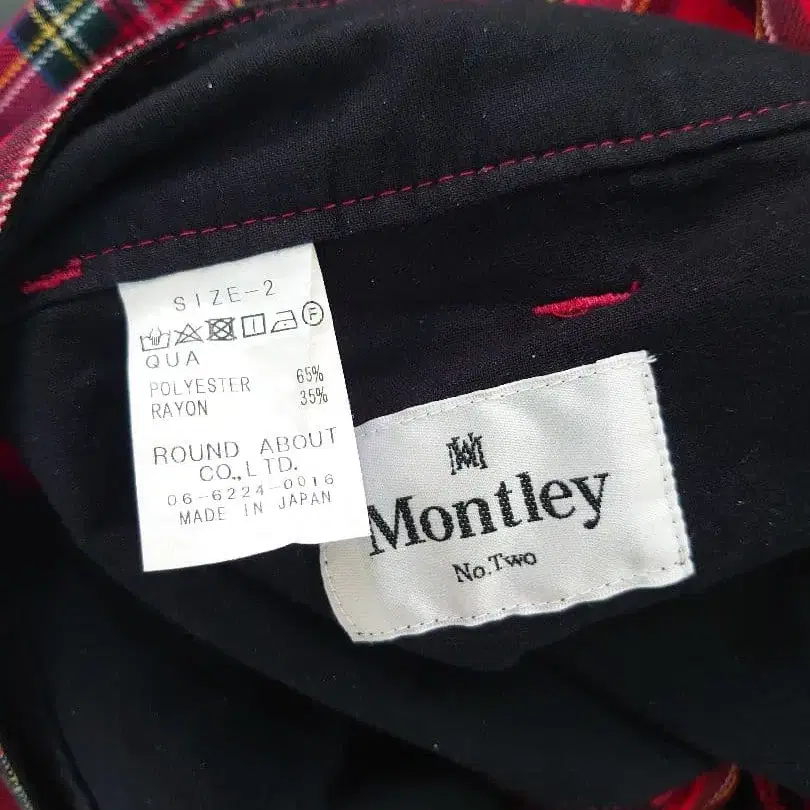 SIZE-2
F
QUA
POLYESTER 65%
RAYON 35%
ROUND ABOUT
CO.,LTD.
06-6224-0016
MADE IN JAPAN
M
Montley
No.Two